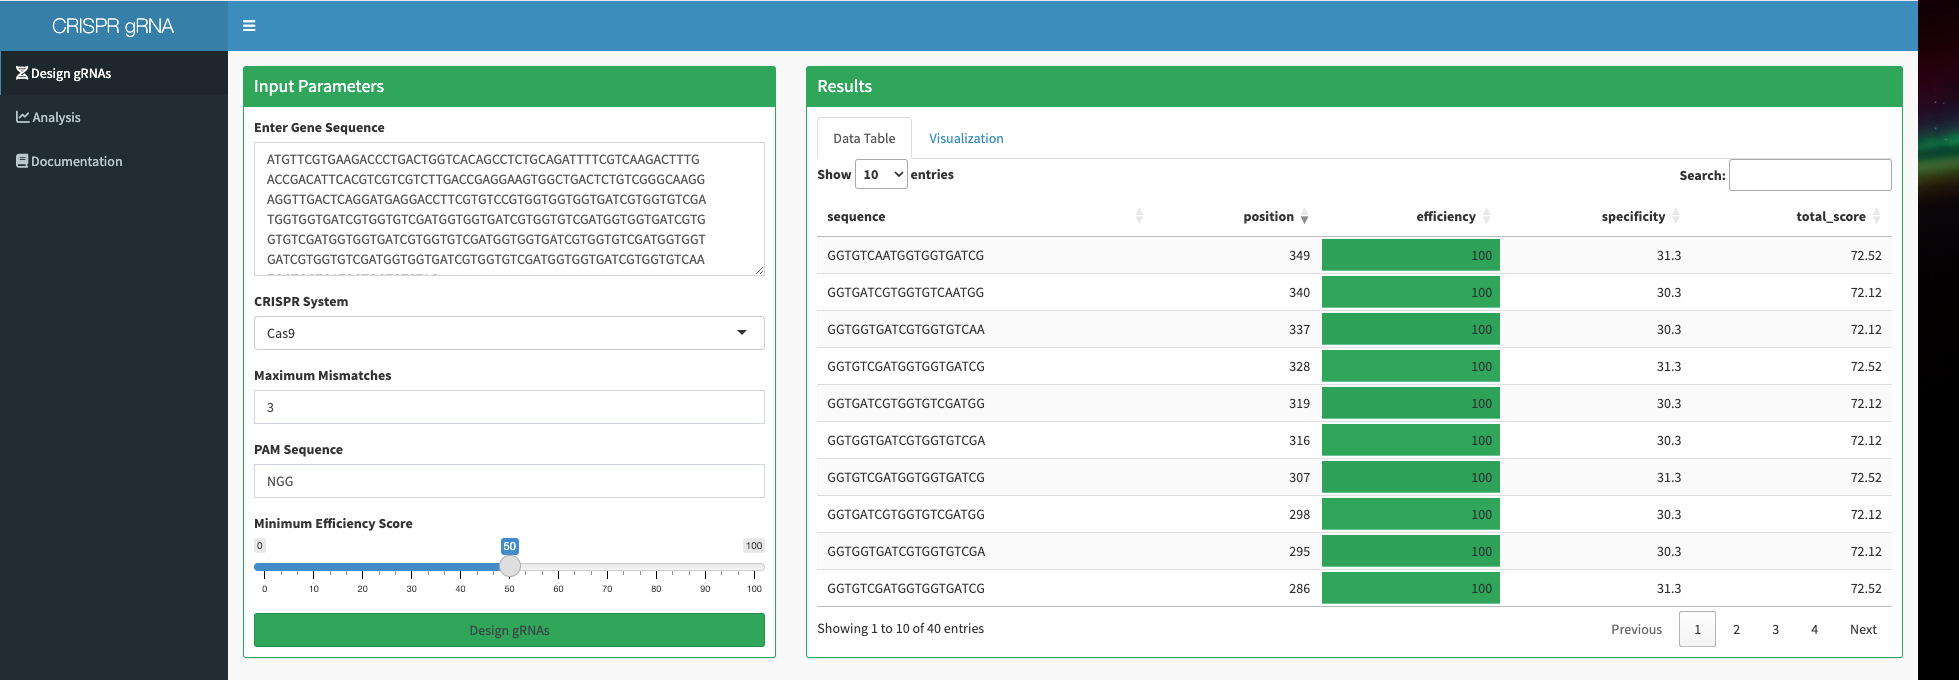 CRISPR gRNA
Design gRNAs
Analysis
Documentation
Input Parameters
Enter Gene Sequence
ATGTTCGTGAAGACCCTGACTGGTCACAGCCTCTGCAGATTTTCGTCAAGACTTTG
ACCGACATTCACGTCGTCGTCTTGACCGAGGAAGTGGCTGACTCTGTCGGGCAAGG
AGGTTGACTCAGGATGAGGACCTTCGTGTCCGTGGTGGTGGTGATCGTGGTGTCGA
TGGTGGTGATCGTGGTGTCGATGGTGGTGATCGTGGTGTCGATGGTGGTGATCGTG
GTGTCGATGGTGGTGATCGTGGTGTCGATGGTGGTGATCGTGGTGTCGATGGTGGT
GATCGTGGTGTCGATGGTGGTGATCGTGGTGTCGATGGTGGTGATCGTGGTGTCAA
CRISPR System
Cas9
Maximum Mismatches
3
PAM Sequence
NGG
Minimum Efficiency Score
0 50 100
0 10 20 30 40 50 60 70 80 90 100
Design gRNAs
Results
Data Table Visualization
Show 10 entries Search:
sequence position efficiency specificity total_score
GGTGTCAATGGTGGTGATCG 349 100 31.3 72.52
GGTGATCGTGGTGTCAATGG 340 100 30.3 72.12
GGTGGTGATCGTGGTGTCAA 337 100 30.3 72.12
GGTGTCGATGGTGGTGATCG 328 100 31.3 72.52
GGTGATCGTGGTGTCGATGG 319 100 30.3 72.12
GGTGGTGATCGTGGTGTCGA 316 100 30.3 72.12
GGTGTCGATGGTGGTGATCG 307 100 31.3 72.52
GGTGATCGTGGTGTCGATGG 298 100 30.3 72.12
GGTGGTGATCGTGGTGTCGA 295 100 30.3 72.12
GGTGTCGATGGTGGTGATCG 286 100 31.3 72.52
Showing 1 to 10 of 40 entries
Previous 1 2 3 4 Next